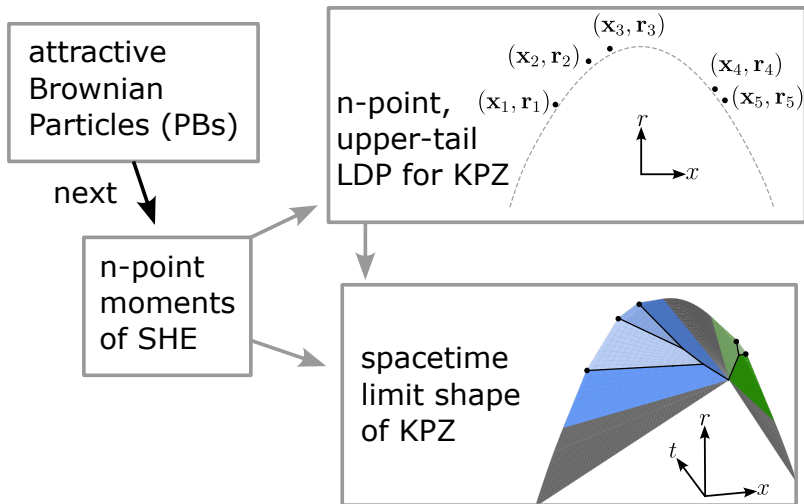 attractive
Brownian
Particles (PBs)
next
n-point
moments
of SHE
n-point,
upper-tail
LDP for KPZ
(x₁, r₁)
(x₂, r₂)
(x₃, r₃)
(x₄, r₄)
(x₅, r₅)
r
x
spacetime
limit shape
of KPZ
r
t
x